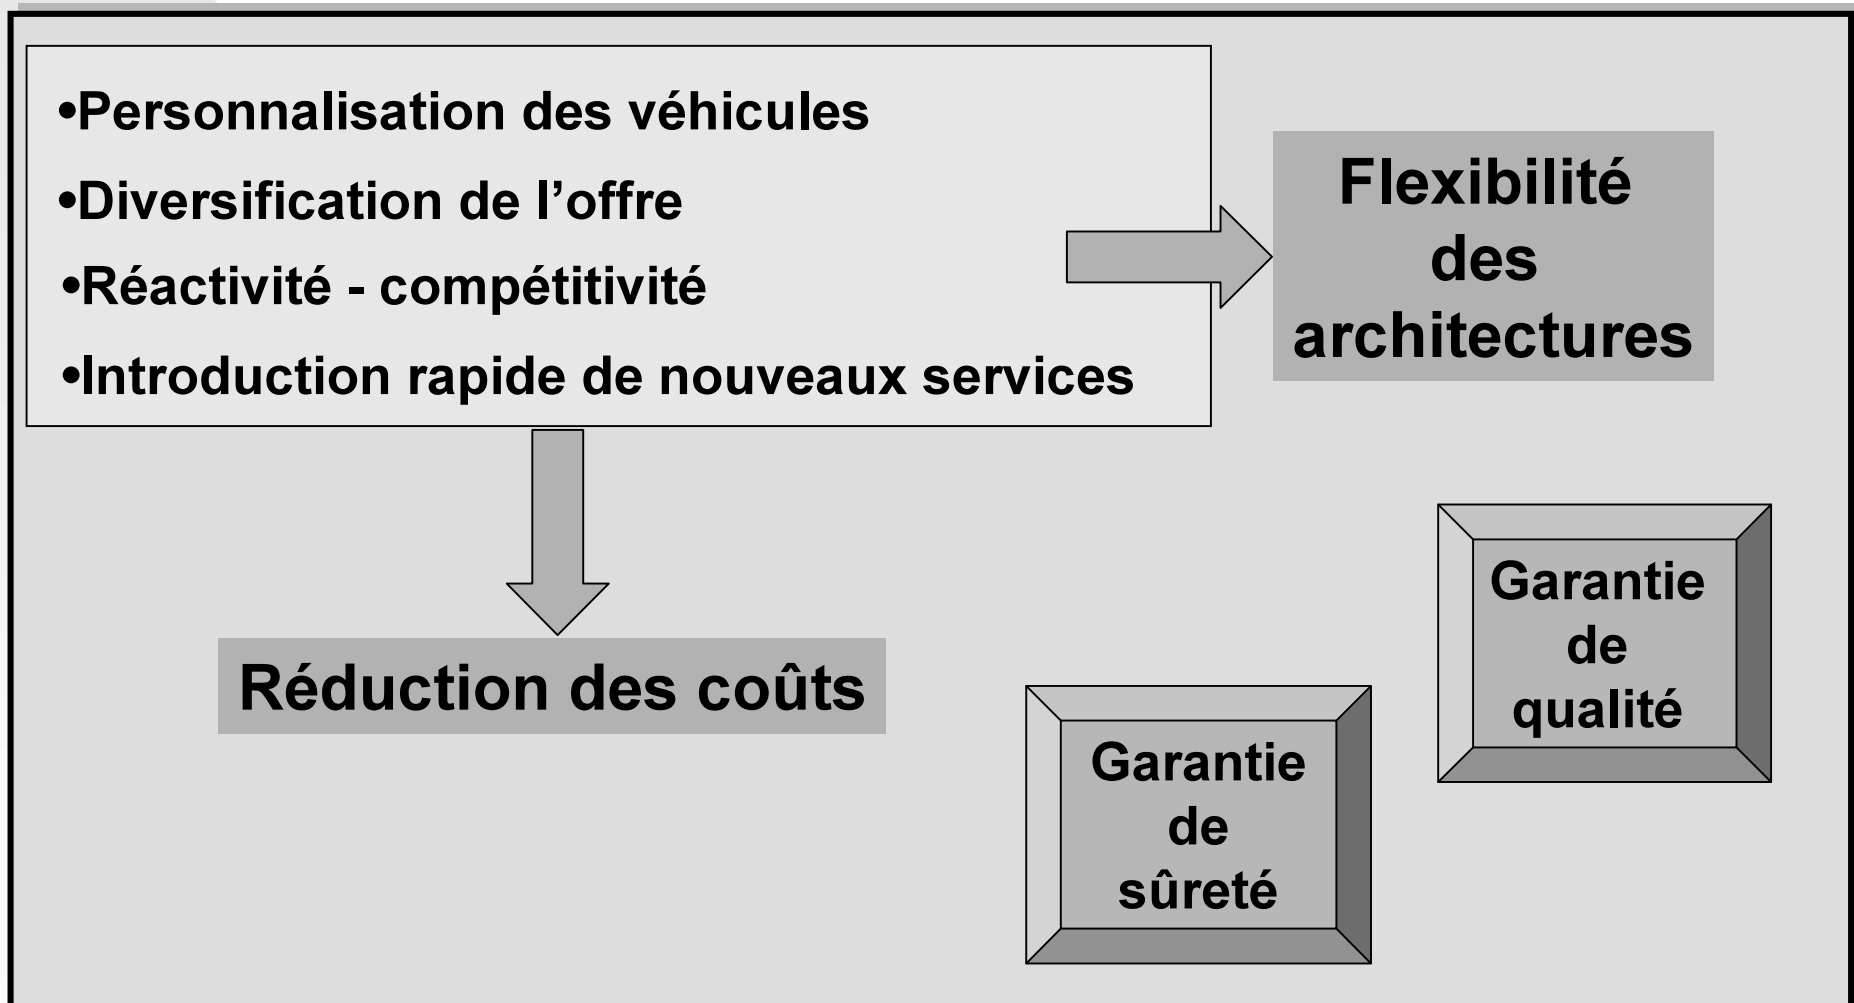 •Personnalisation des véhicules
•Diversification de l’offre
•Réactivité - compétitivité
•Introduction rapide de nouveaux services
Flexibilité
des
architectures
Réduction des coûts
Garantie
de
qualité
Garantie
de
sûreté